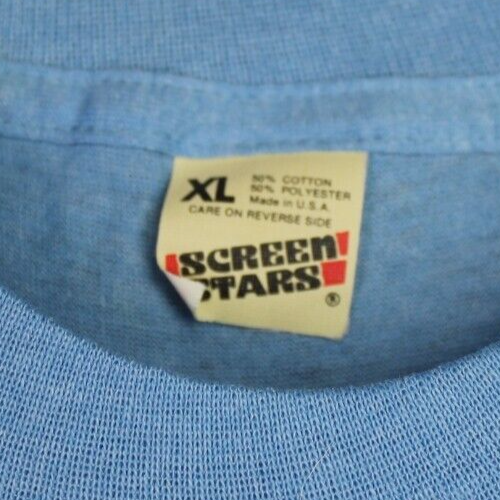 XL
50% COTTON
50% POLYESTER
Made in U.S.A.
CARE ON REVERSE SIDE
SCREEN
STARS
®